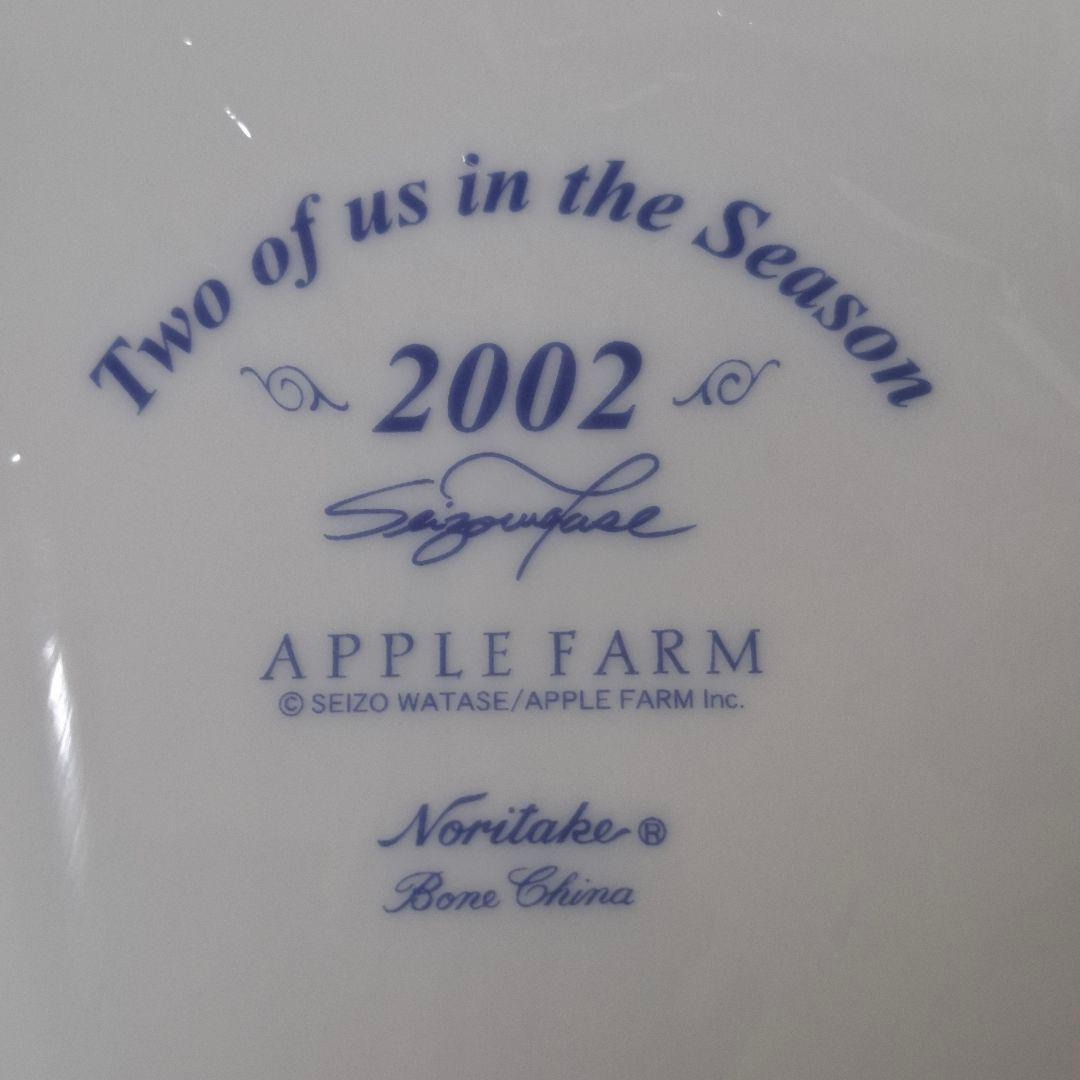 Two of us in the Season
2002
Seizowatase
APPLE FARM
© SEIZO WATASE/APPLE FARM Inc.
Noritake ®
Bone China